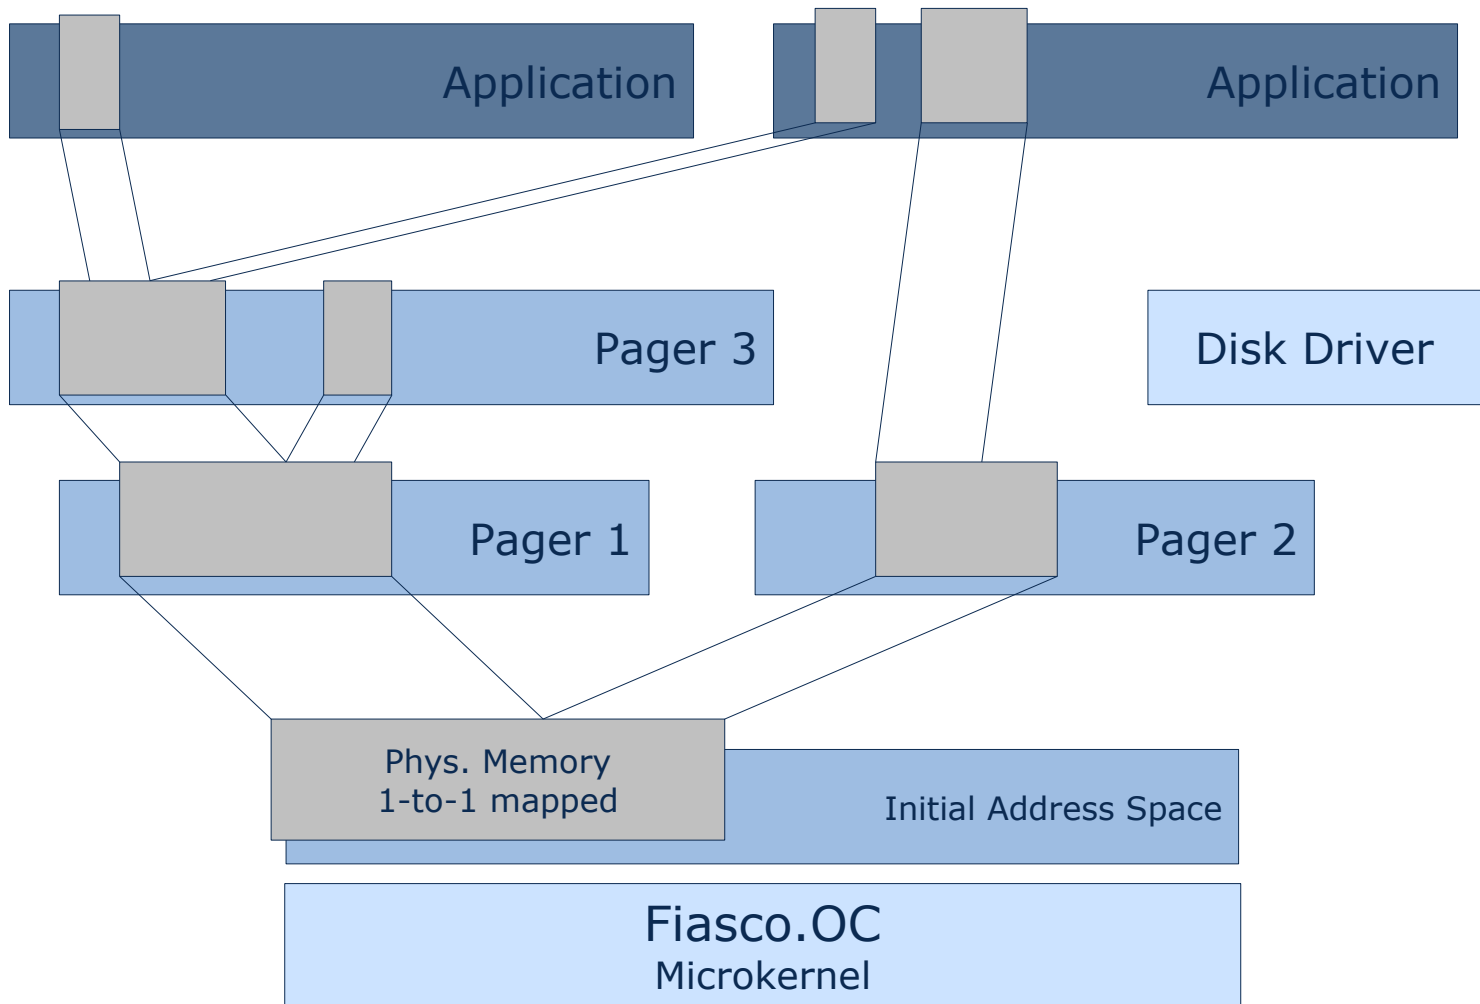 Application
Application
Pager 3
Disk Driver
Pager 1
Pager 2
Phys. Memory
1-to-1 mapped
Initial Address Space
Fiasco.OC
Microkernel